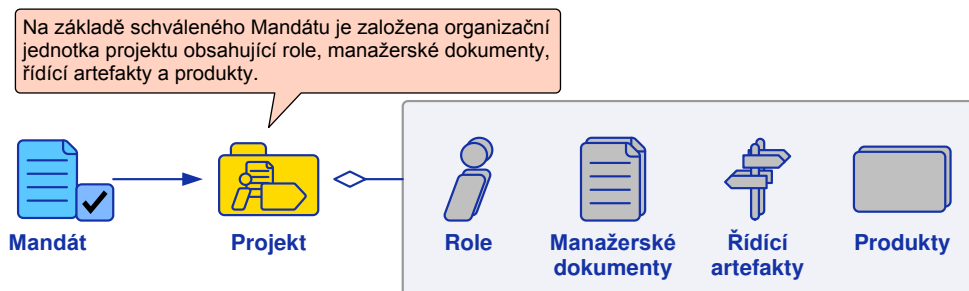 Na základě schváleného Mandátu je založena organizační
jednotka projektu obsahující role, manažerské dokumenty,
řídící artefakty a produkty.
Mandát
Projekt
Role
Manažerské
dokumenty
Řídící
artefakty
Produkty